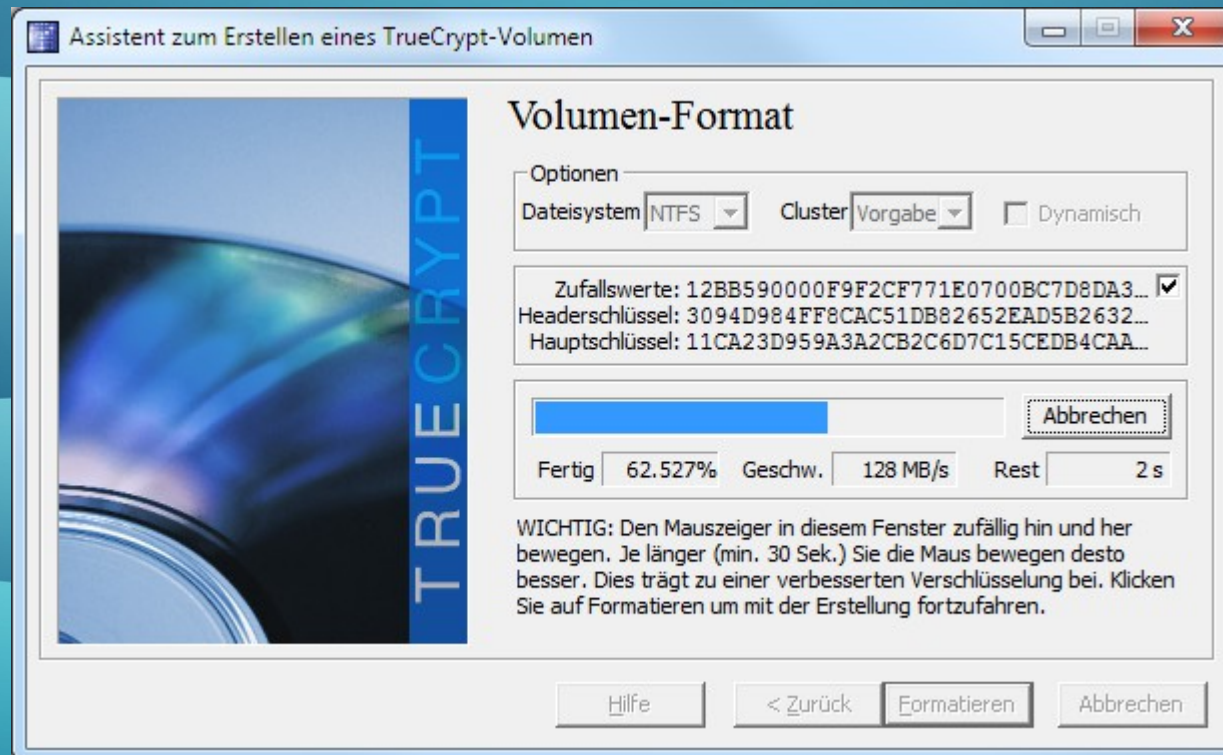 Assistent zum Erstellen eines TrueCrypt-Volumen
TRUECRYPT
Volumen-Format
Optionen
Dateisystem NTFS Cluster Vorgabe Dynamisch
Zufallswerte: 12BB590000F9F2CF771E0700BC7D8DA3...
Headerschlüssel: 3094D984FF8CAC51DB82652EAD5B2632...
Hauptschlüssel: 11CA23D959A3A2CB2C6D7C15CEDB4CAA...
Abbrechen
Fertig 62.527% Geschw. 128 MB/s Rest 2 s
WICHTIG: Den Mauszeiger in diesem Fenster zufällig hin und her
bewegen. Je länger (min. 30 Sek.) Sie die Maus bewegen desto
besser. Dies trägt zu einer verbesserten Verschlüsselung bei. Klicken
Sie auf Formatieren um mit der Erstellung fortzufahren.
Hilfe < Zurück Formatieren Abbrechen